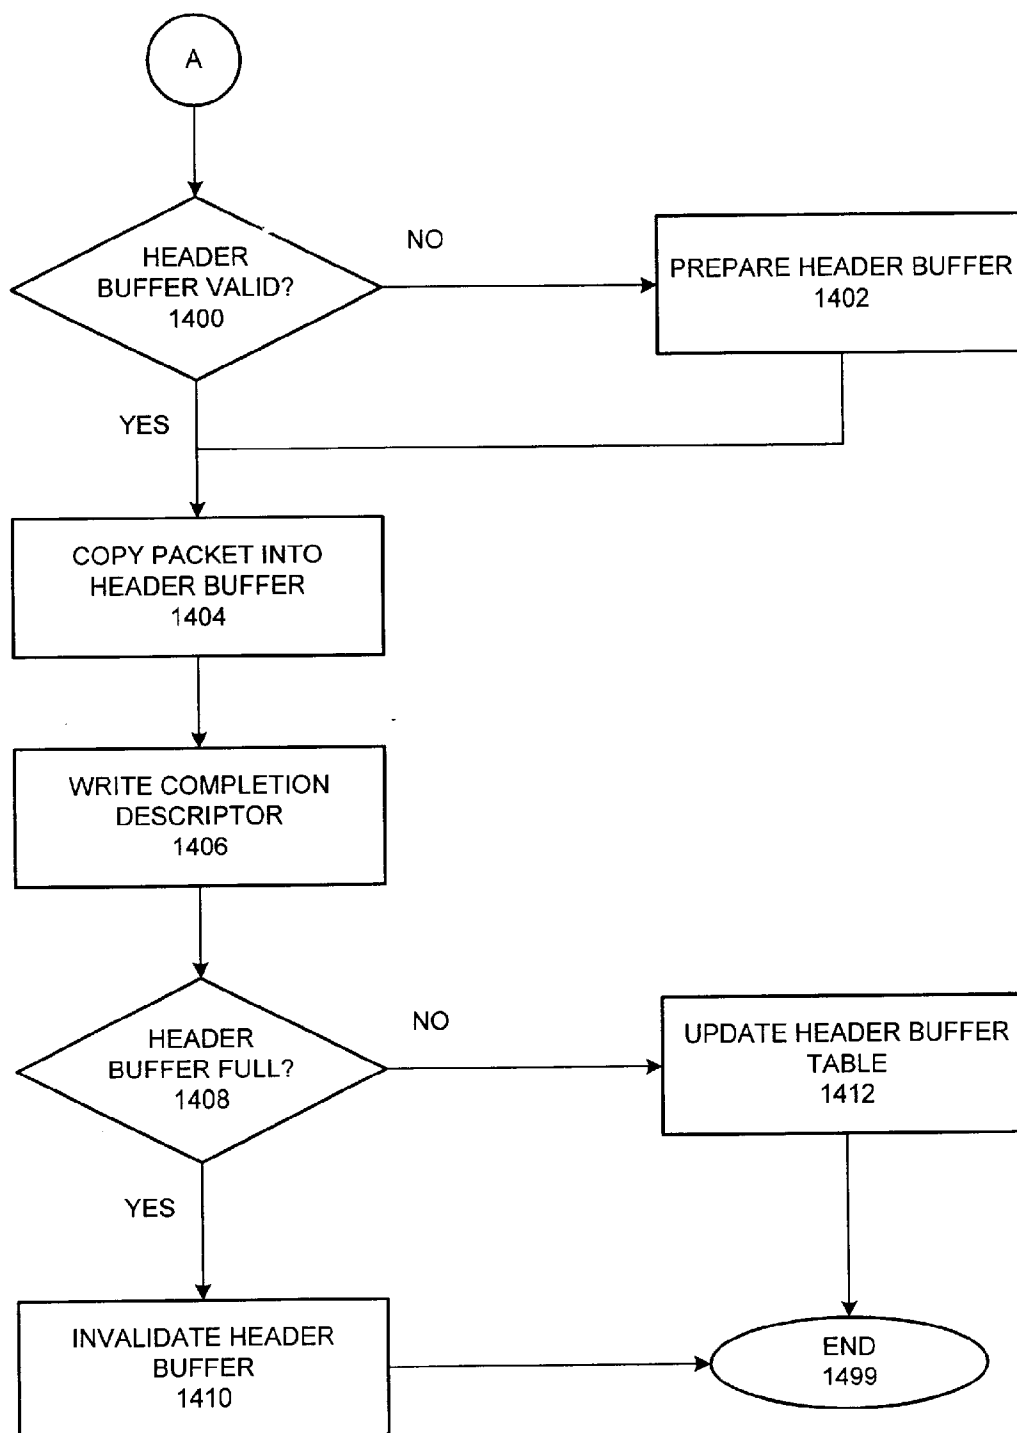 A
HEADER
BUFFER VALID?
1400
NO
PREPARE HEADER BUFFER
1402
YES
COPY PACKET INTO
HEADER BUFFER
1404
WRITE COMPLETION
DESCRIPTOR
1406
HEADER
BUFFER FULL?
1408
NO
UPDATE HEADER BUFFER
TABLE
1412
YES
INVALIDATE HEADER
BUFFER
1410
END
1499